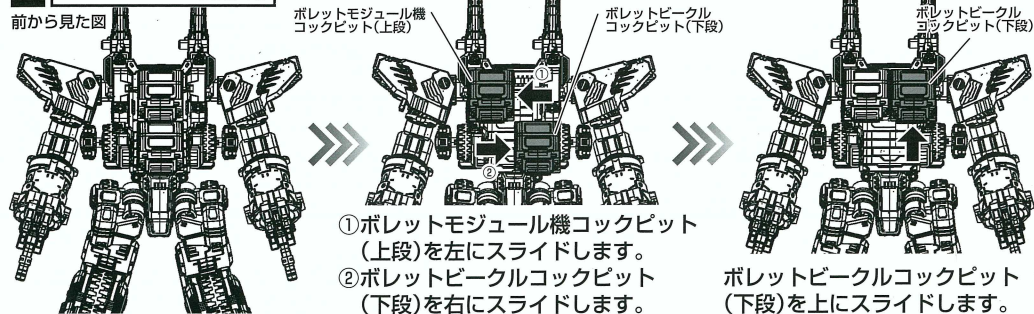 前から見た図
ボレットモジュール機
コックピット(上段)
ボレットビークル
コックピット(下段)
①
②
①ボレットモジュール機コックピット
(上段)を左にスライドします。
②ボレットビークルコックピット
(下段)を右にスライドします。
ボレットビークル
コックピット(下段)
ボレットビークルコックピット
(下段)を上にスライドします。